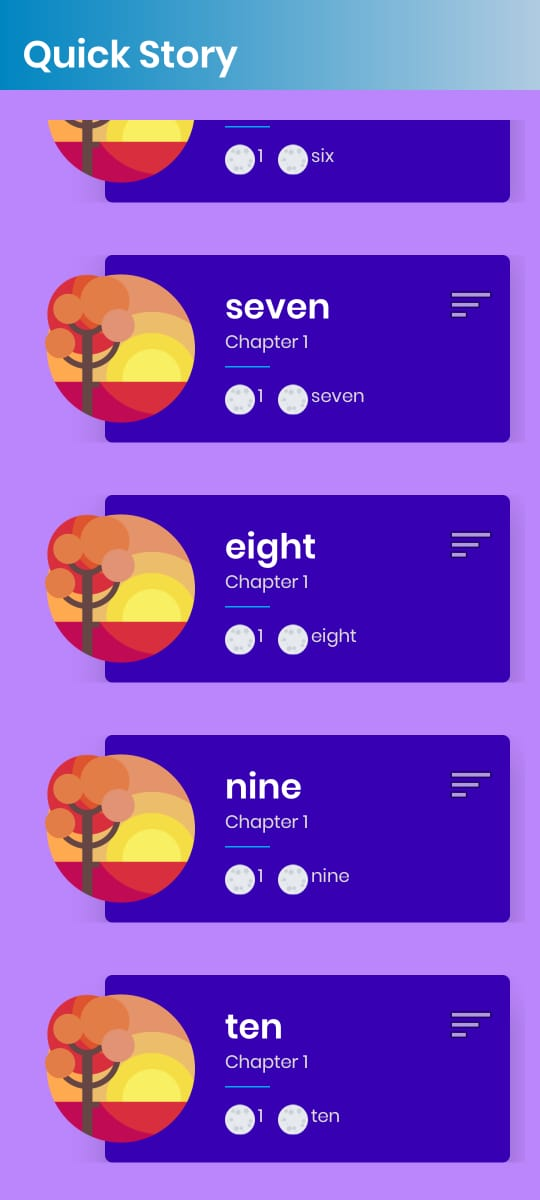 Quick Story
1 six
seven
Chapter 1
1 seven
eight
Chapter 1
1 eight
nine
Chapter 1
1 nine
ten
Chapter 1
1 ten